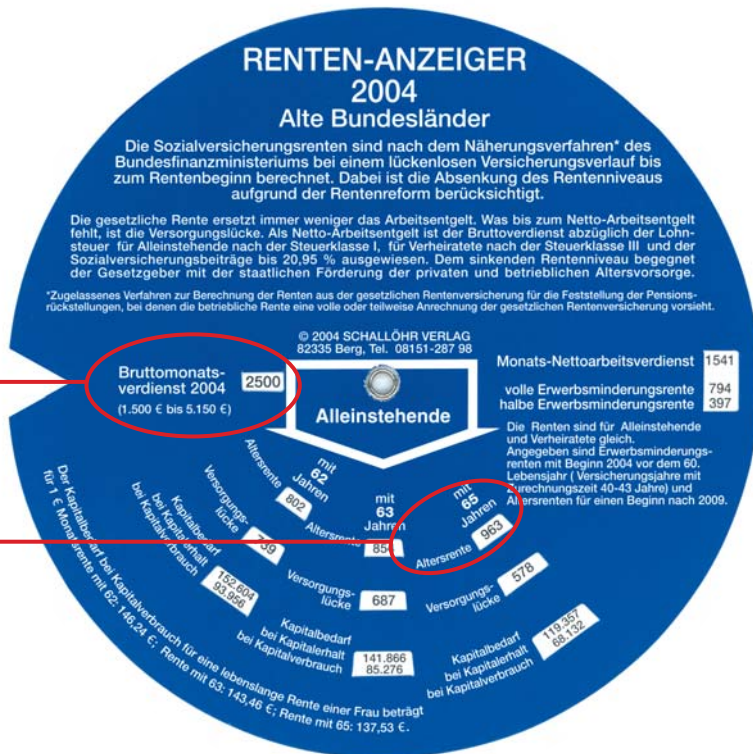 RENTEN-ANZEIGER
2004
Alte Bundesländer
Die Sozialversicherungsrenten sind nach dem Näherungsverfahren* des
Bundesfinanzministeriums bei einem lückenlosen Versicherungsverlauf bis
zum Rentenbeginn berechnet. Dabei ist die Absenkung des Rentenniveaus
aufgrund der Rentenreform berücksichtigt.
Die gesetzliche Rente ersetzt immer weniger das Arbeitsentgelt. Was bis zum Netto-Arbeitsentgelt
fehlt, ist die Versorgungslücke. Als Netto-Arbeitsentgelt ist der Bruttoverdienst abzüglich der Lohn-
steuer für Alleinstehende nach der Steuerklasse I, für Verheiratete nach der Steuerklasse III und der
Sozialversicherungsbeiträge bis 20,95 % ausgewiesen. Dem sinkenden Rentenniveau begegnet
der Gesetzgeber mit der staatlichen Förderung der privaten und betrieblichen Altersvorsorge.
*Zugelassenes Verfahren zur Berechnung der Renten aus der gesetzlichen Rentenversicherung für die Feststellung der Pensions-
rückstellungen, bei denen die betriebliche Rente eine volle oder teilweise Anrechnung der gesetzlichen Rentenversicherung vorsieht.
© 2004 SCHALLÖHR VERLAG
82335 Berg, Tel. 08151-287 98
Bruttomonats-
verdienst 2004
(1.500 € bis 5.150 €)
2500
Alleinstehende
Monats-Nettoarbeitsverdienst 1541
volle Erwerbsminderungsrente 794
halbe Erwerbsminderungsrente 397
Die Renten sind für Alleinstehende
und Verheiratete gleich.
Angegeben sind Erwerbsminderungs-
renten mit Beginn 2004 vor dem 60.
Lebensjahr ( Versicherungsjahre mit
Zurechnungszeit 40-43 Jahre) und
Altersrenten für einen Beginn nach 2009.
mit
62
Jahren
Altersrente
802
Versorgungs-
lücke
739
Kapitalbedarf
bei Kapitalerhalt
bei Kapitalverbrauch
152.604
93.956
mit
63
Jahren
Altersrente
854
Versorgungs-
lücke
687
Kapitalbedarf
bei Kapitalerhalt
bei Kapitalverbrauch
141.866
85.276
mit
65
Jahren
Altersrente
963
Versorgungs-
lücke
578
Kapitalbedarf
bei Kapitalerhalt
bei Kapitalverbrauch
119.357
68.132
Der Kapitalbedarf bei Kapitalverbrauch für eine lebenslange Rente einer Frau beträgt
für 1 € Monatsrente mit 62: 146,24 €; Rente mit 63: 143,46 €; Rente mit 65: 137,53 €.